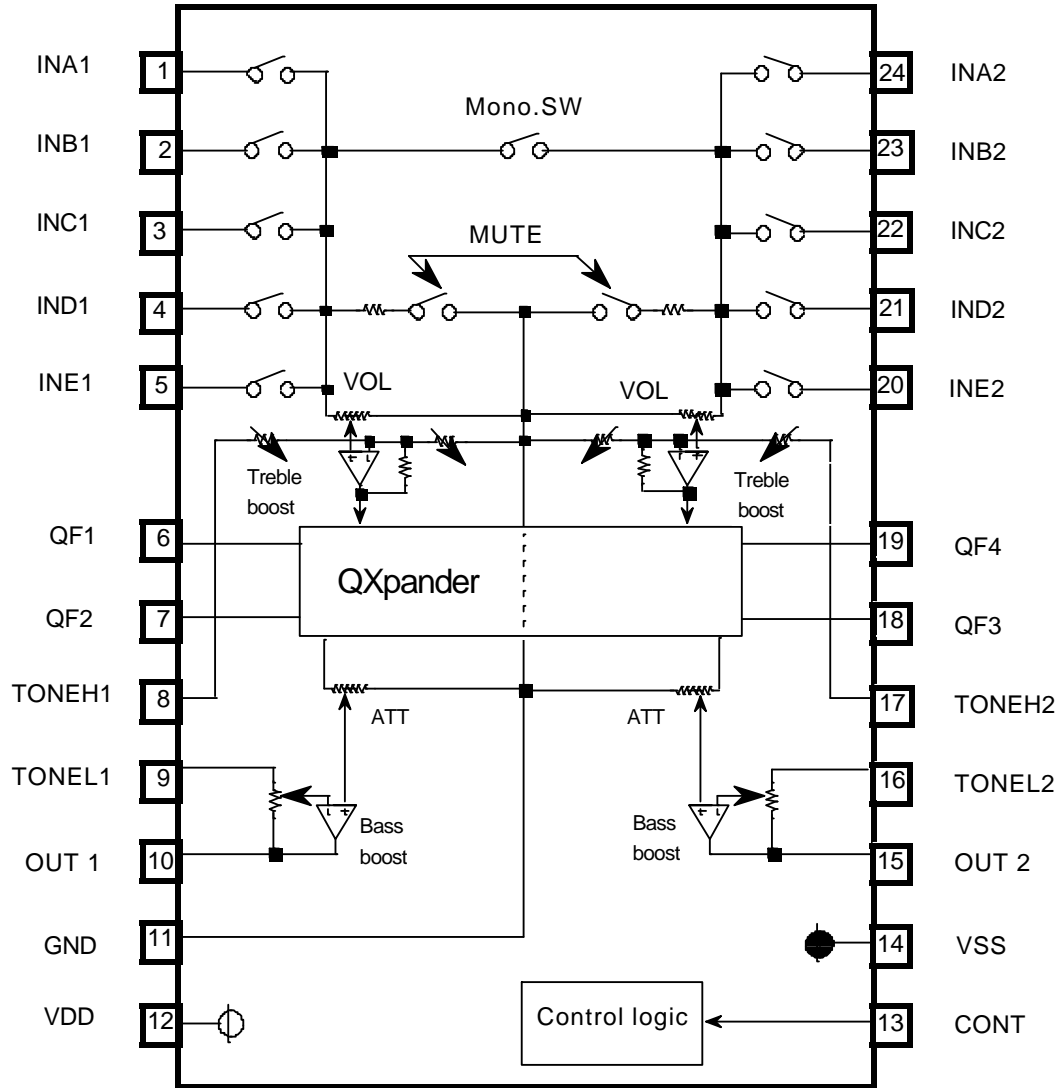 INA1 1 24 INA2
Mono.SW
INB1 2 23 INB2
INC1 3 22 INC2
MUTE
IND1 4 21 IND2
INE1 5 VOL VOL 20 INE2
Treble
boost
Treble
boost
QF1 6 19 QF4
QXpander
QF2 7 18 QF3
TONEH1 8 17 TONEH2
ATT ATT
TONEL1 9 16 TONEL2
Bass
boost
Bass
boost
OUT 1 10 15 OUT 2
GND 11 14 VSS
VDD 12 Control logic 13 CONT